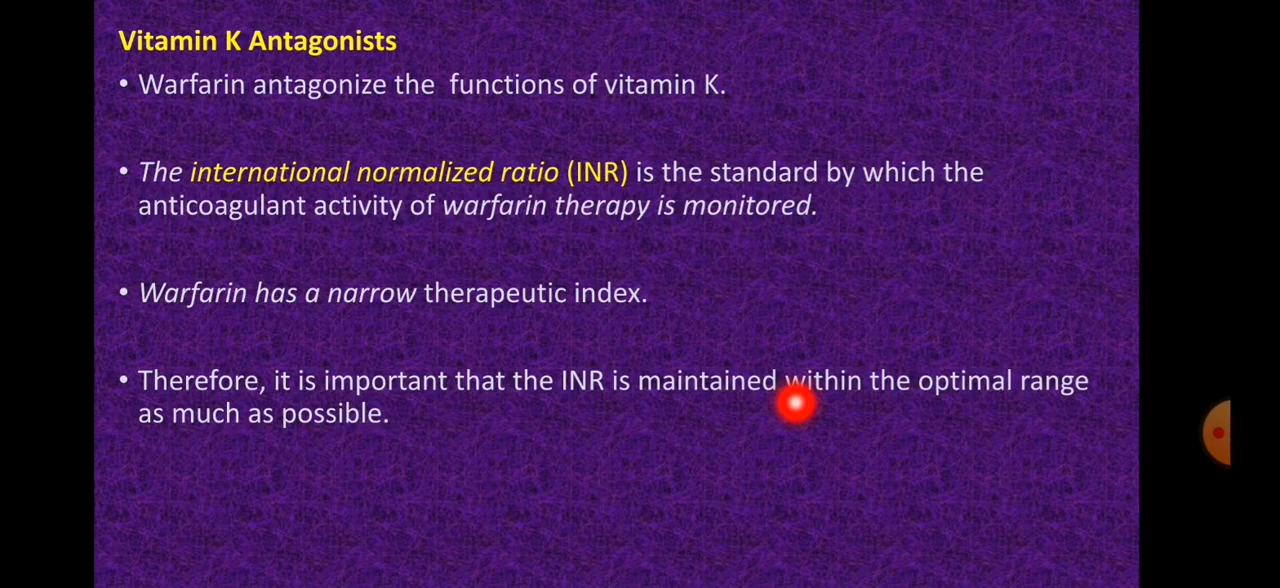 Vitamin K Antagonists
• Warfarin antagonize the functions of vitamin K.
• The international normalized ratio (INR) is the standard by which the
anticoagulant activity of warfarin therapy is monitored.
• Warfarin has a narrow therapeutic index.
• Therefore, it is important that the INR is maintained within the optimal range
as much as possible.